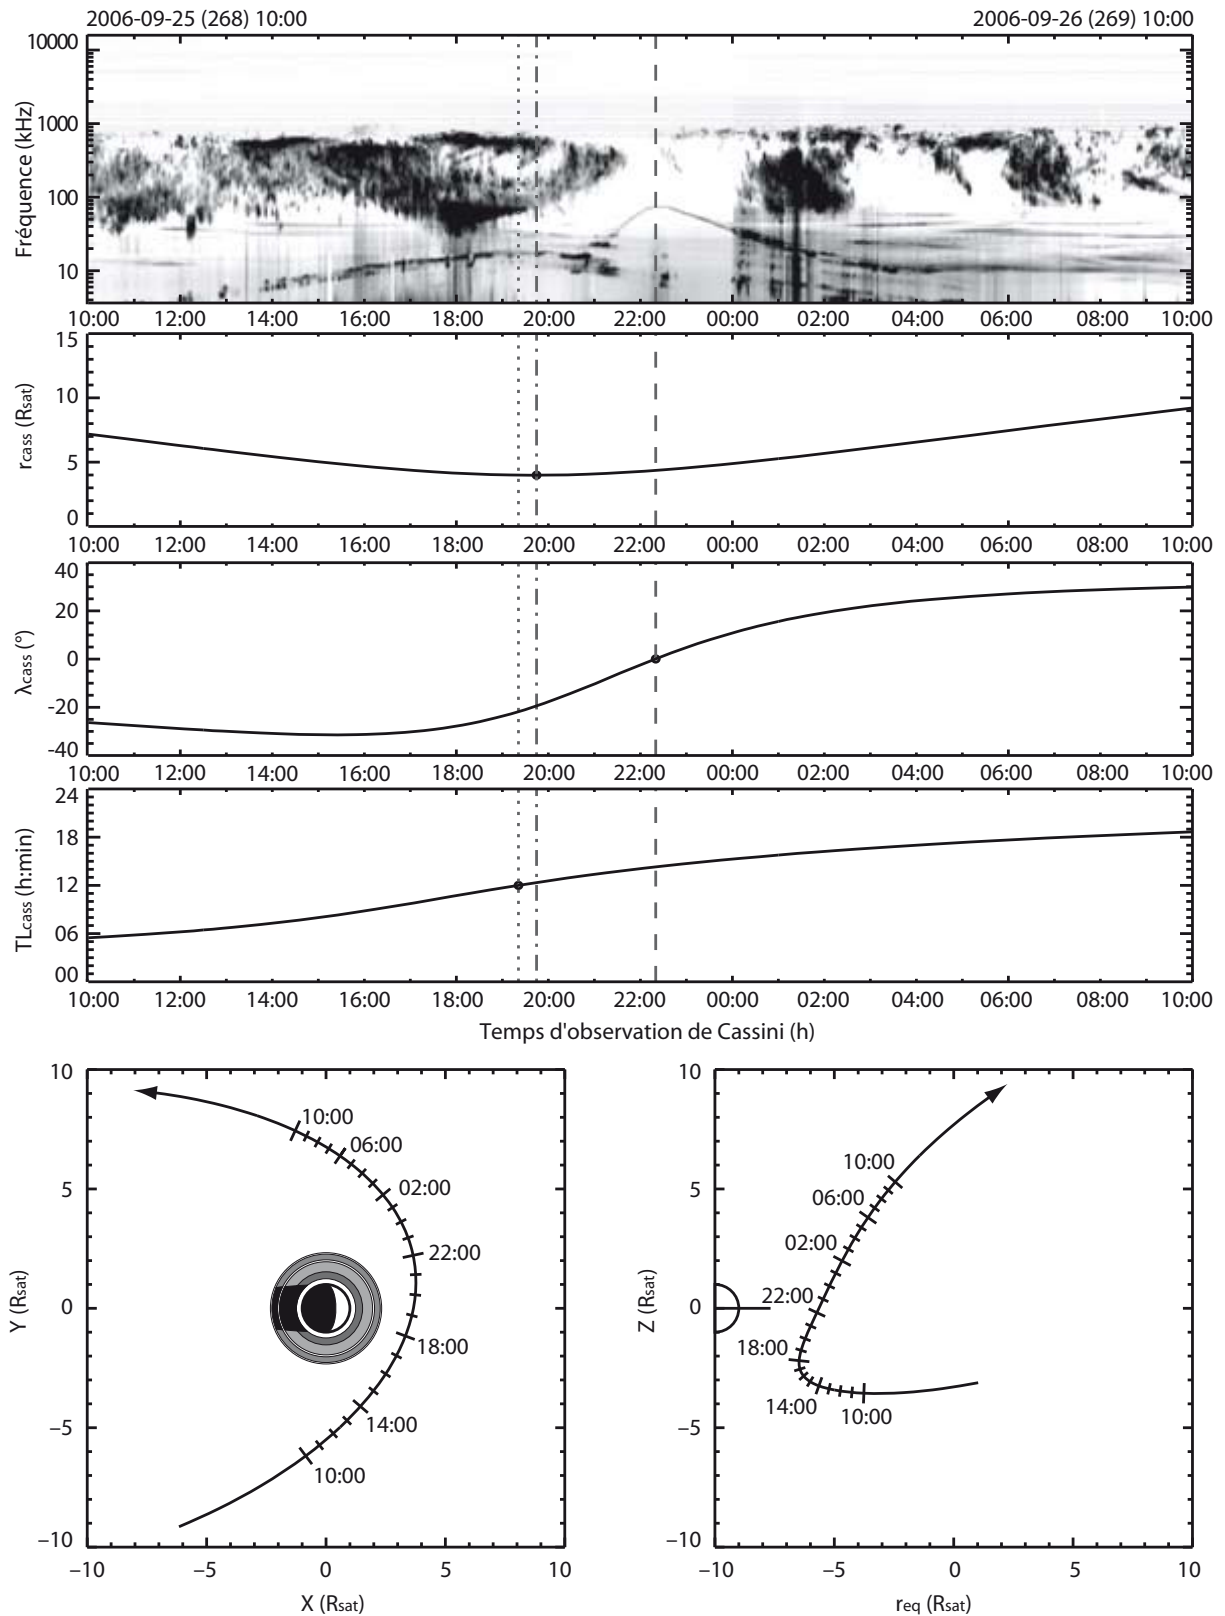 2006-09-25 (268) 10:00 2006-09-26 (269) 10:00
Fréquence (kHz)
10000
1000
100
10
10:00 12:00 14:00 16:00 18:00 20:00 22:00 00:00 02:00 04:00 06:00 08:00 10:00
rcass (Rsat)
15
10
5
0
10:00 12:00 14:00 16:00 18:00 20:00 22:00 00:00 02:00 04:00 06:00 08:00 10:00
λcass (°)
40
20
0
-20
-40
10:00 12:00 14:00 16:00 18:00 20:00 22:00 00:00 02:00 04:00 06:00 08:00 10:00
TLcass (h:min)
24
18
12
06
00
10:00 12:00 14:00 16:00 18:00 20:00 22:00 00:00 02:00 04:00 06:00 08:00 10:00
Temps d'observation de Cassini (h)
Y (Rsat)
10
5
0
−5
−10
10:00
06:00
02:00
22:00
18:00
14:00
10:00
−10 −5 0 5 10
X (Rsat)
Z (Rsat)
10
5
0
−5
−10
10:00
06:00
02:00
22:00
18:00
14:00
10:00
−10 −5 0 5 10
req (Rsat)